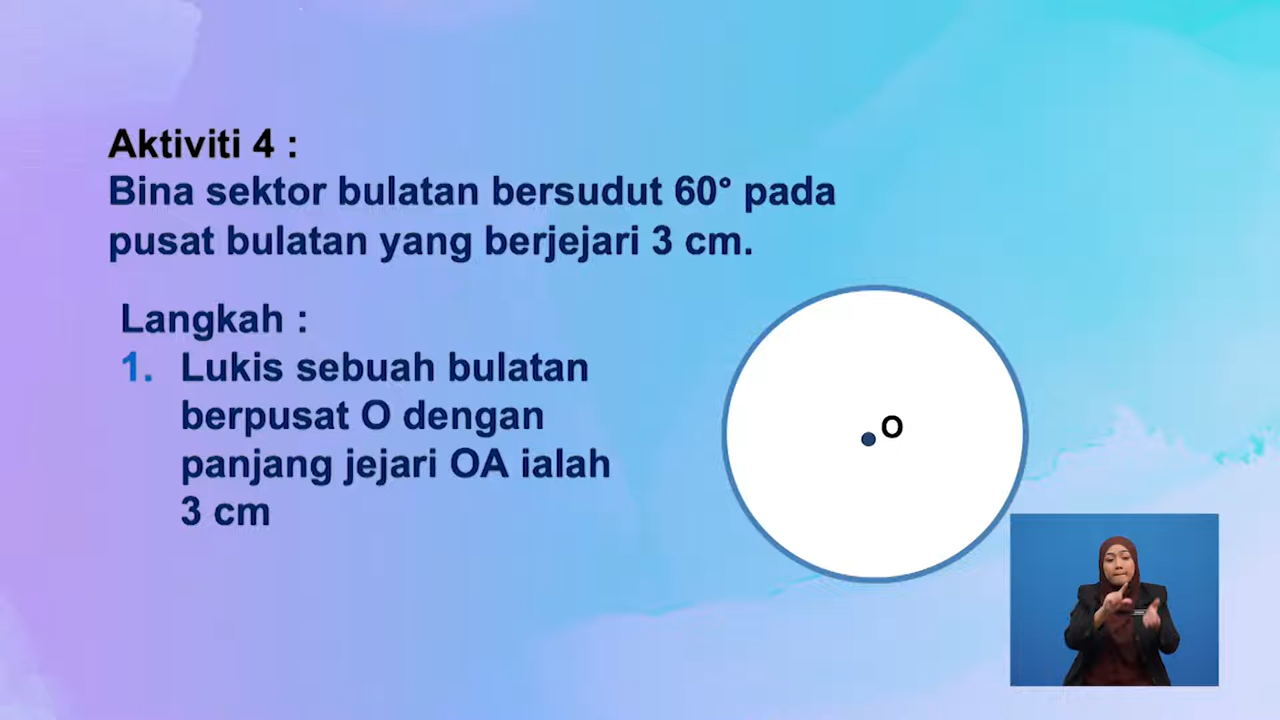 Aktiviti 4 :
Bina sektor bulatan bersudut 60° pada
pusat bulatan yang berjejari 3 cm.
Langkah :
1. Lukis sebuah bulatan
berpusat O dengan
panjang jejari OA ialah
3 cm
O